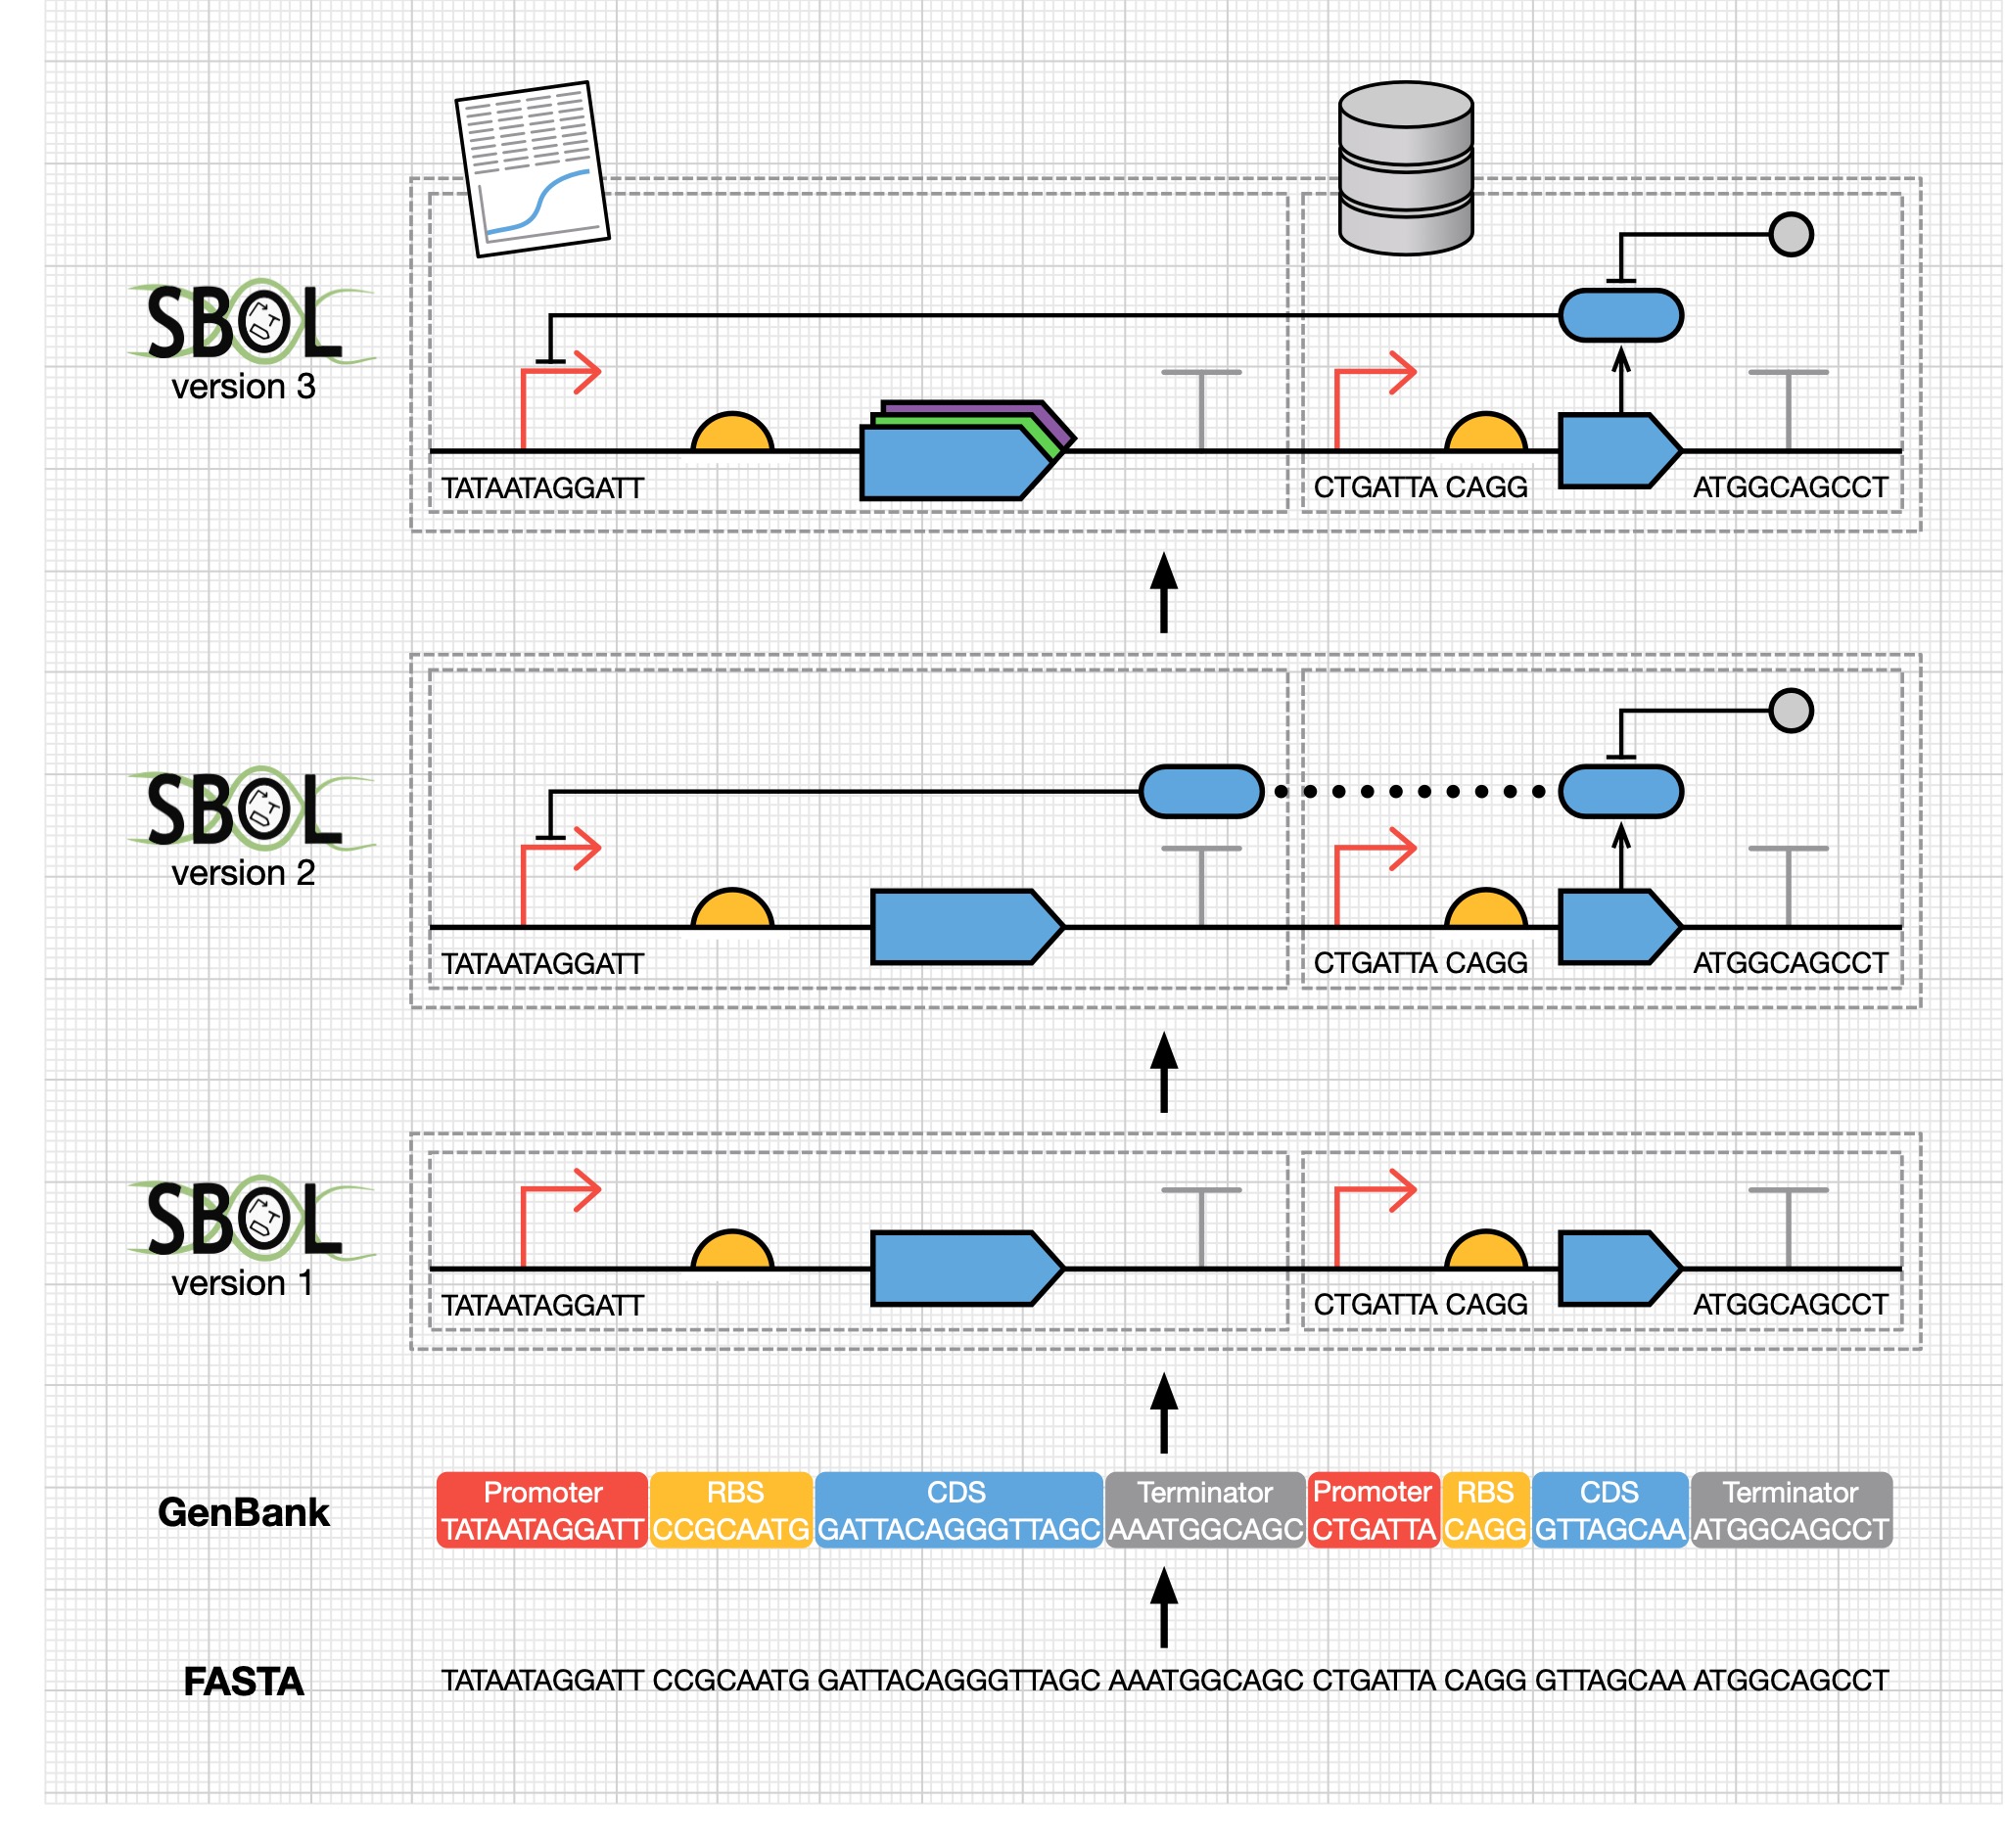 SBOL
version 3
TATAATAGGATT CTGATTA CAGG ATGGCAGCCT
SBOL
version 2
TATAATAGGATT CTGATTA CAGG ATGGCAGCCT
SBOL
version 1
TATAATAGGATT CTGATTA CAGG ATGGCAGCCT
GenBank
Promoter RBS CDS Terminator Promoter RBS CDS Terminator
TATAATAGGATT CCGCAATG GATTACAGGGTTAGC AAATGGCAGC CTGATTA CAGG GTTAGCAA ATGGCAGCCT
FASTA
TATAATAGGATT CCGCAATG GATTACAGGGTTAGC AAATGGCAGC CTGATTA CAGG GTTAGCAA ATGGCAGCCT